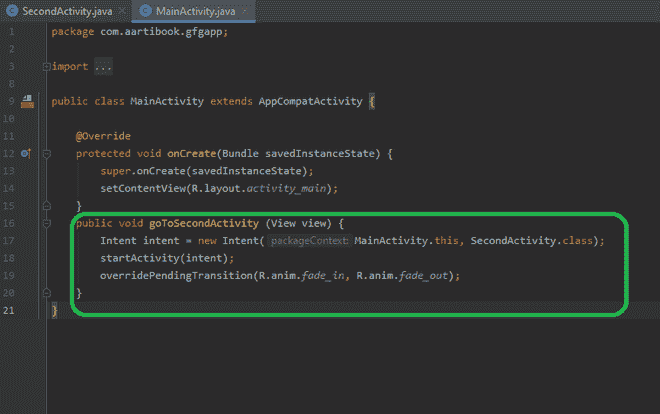 SecondActivity.java × MainActivity.java ×
1 package com.aartibook.gfgapp;
2
3 import ...
8
9 public class MainActivity extends AppCompatActivity {
10
11 @Override
12 protected void onCreate(Bundle savedInstanceState) {
13 super.onCreate(savedInstanceState);
14 setContentView(R.layout.activity_main);
15 }
16 public void goToSecondActivity (View view) {
17 Intent intent = new Intent( packageContext: MainActivity.this, SecondActivity.class);
18 startActivity(intent);
19 overridePendingTransition(R.anim.fade_in, R.anim.fade_out);
20 }
21 }